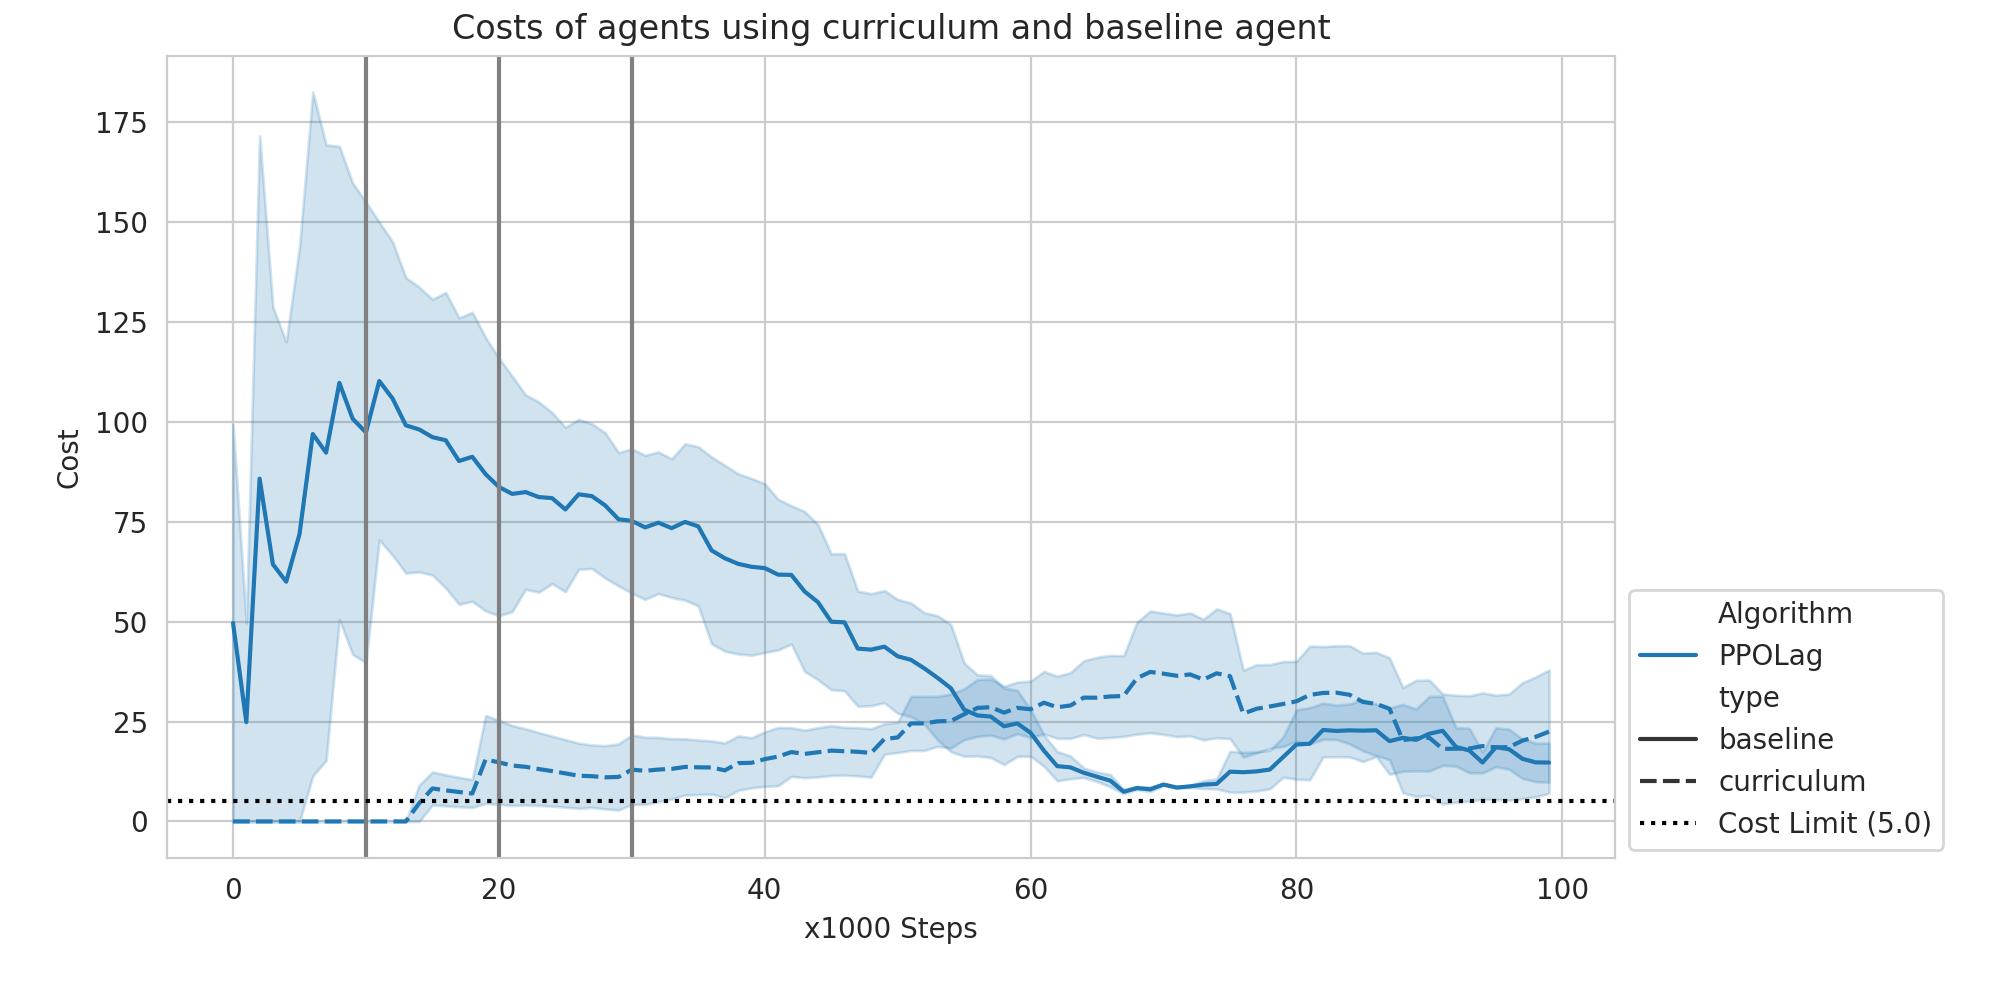 Costs of agents using curriculum and baseline agent
Cost
175
150
125
100
75
50
25
0
0 20 40 60 80 100
x1000 Steps
Algorithm
PPOLag
type
baseline
curriculum
Cost Limit (5.0)